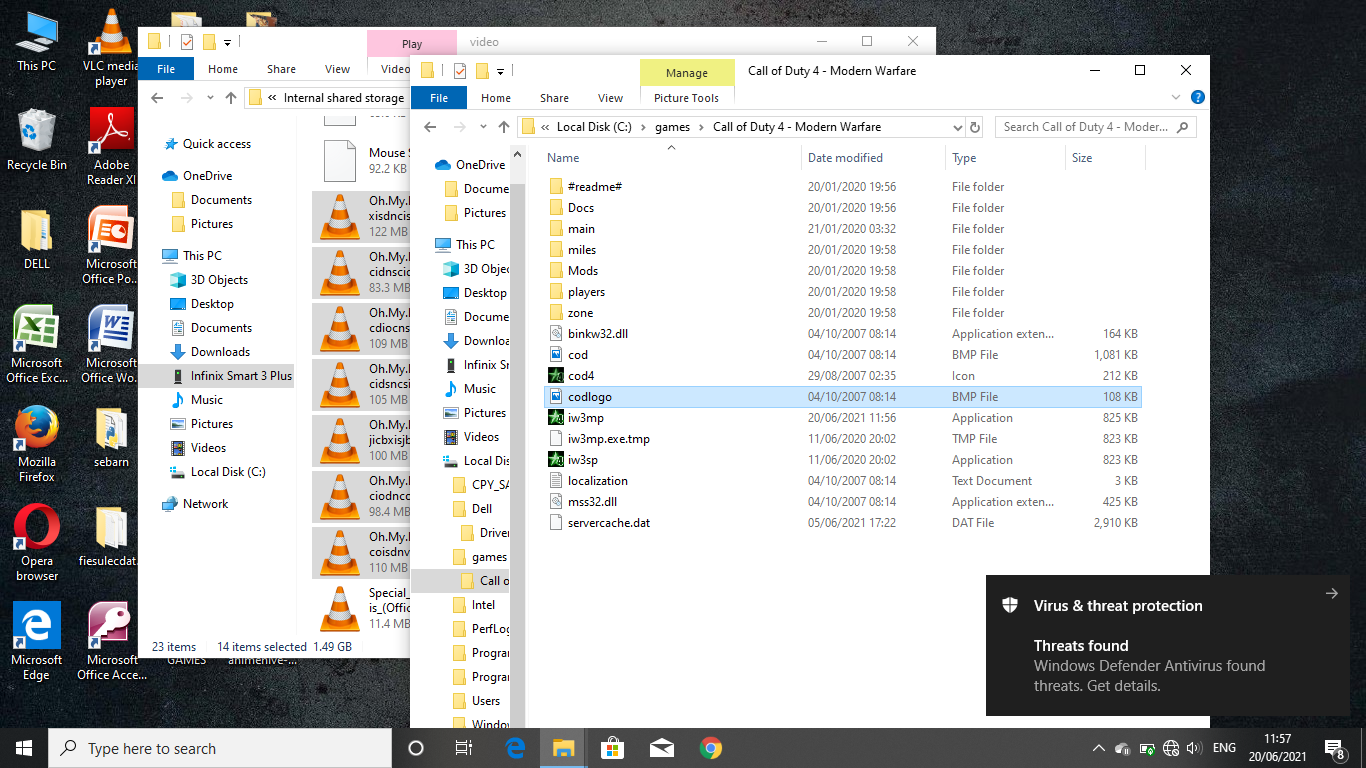 This PC
VLC media
player
Recycle Bin
Adobe
Reader XI
DELL
Microsoft
Office Po...
Microsoft
Office Exc...
Microsoft
Office Wo...
Mozilla
Firefox
sebarn
Opera
browser
fiesulecdat.
Microsoft
Edge
Microsoft
Office Acce...
GAMES
animenive-...
Play
video
File
Home
Share
View
Video
« Internal shared storage
Quick access
OneDrive
Documents
Pictures
This PC
3D Objects
Desktop
Documents
Downloads
Infinix Smart 3 Plus
Music
Pictures
Videos
Local Disk (C:)
Network
Mouse
92.2 KB
Oh.My.
xisdncis
122 MB
Oh.My.
cidnscio
83.3 MB
Oh.My.
cdiocns
109 MB
Oh.My.
cidsncsi
105 MB
Oh.My.
jicbxisjb
100 MB
Oh.My.
ciodnco
98.4 MB
Oh.My.
coisdnv
110 MB
Special_
is_(Offic
11.4 MB
23 items 14 items selected 1.49 GB
Manage
Call of Duty 4 - Modern Warfare
File
Home
Share
View
Picture Tools
« Local Disk (C:) › games › Call of Duty 4 - Modern Warfare
Search Call of Duty 4 - Moder...
OneDrive
Docume
Pictures
This PC
3D Objec
Desktop
Docume
Downloa
Infinix Sr
Music
Pictures
Videos
Local Dis
CPY_SA
Dell
Driver
games
Call o
Intel
PerfLog
Progra
Progra
Users
Window
Name Date modified Type Size
#readme# 20/01/2020 19:56 File folder
Docs 20/01/2020 19:56 File folder
main 21/01/2020 03:32 File folder
miles 20/01/2020 19:58 File folder
Mods 20/01/2020 19:58 File folder
players 20/01/2020 19:58 File folder
zone 20/01/2020 19:58 File folder
binkw32.dll 04/10/2007 08:14 Application exten... 164 KB
cod 04/10/2007 08:14 BMP File 1,081 KB
cod4 29/08/2007 02:35 Icon 212 KB
codlogo 04/10/2007 08:14 BMP File 108 KB
iw3mp 20/06/2021 11:56 Application 825 KB
iw3mp.exe.tmp 11/06/2020 20:02 TMP File 823 KB
iw3sp 11/06/2020 20:02 Application 823 KB
localization 04/10/2007 08:14 Text Document 3 KB
mss32.dll 04/10/2007 08:14 Application exten... 425 KB
servercache.dat 05/06/2021 17:22 DAT File 2,910 KB
Virus & threat protection
Threats found
Windows Defender Antivirus found
threats. Get details.
Type here to search
ENG
11:57
20/06/2021
8